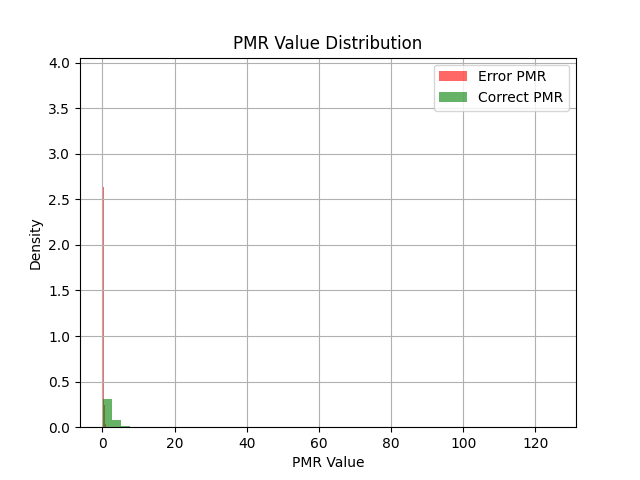 PMR Value Distribution
Error PMR
Correct PMR
Density
4.0
3.5
3.0
2.5
2.0
1.5
1.0
0.5
0.0
0 20 40 60 80 100 120
PMR Value